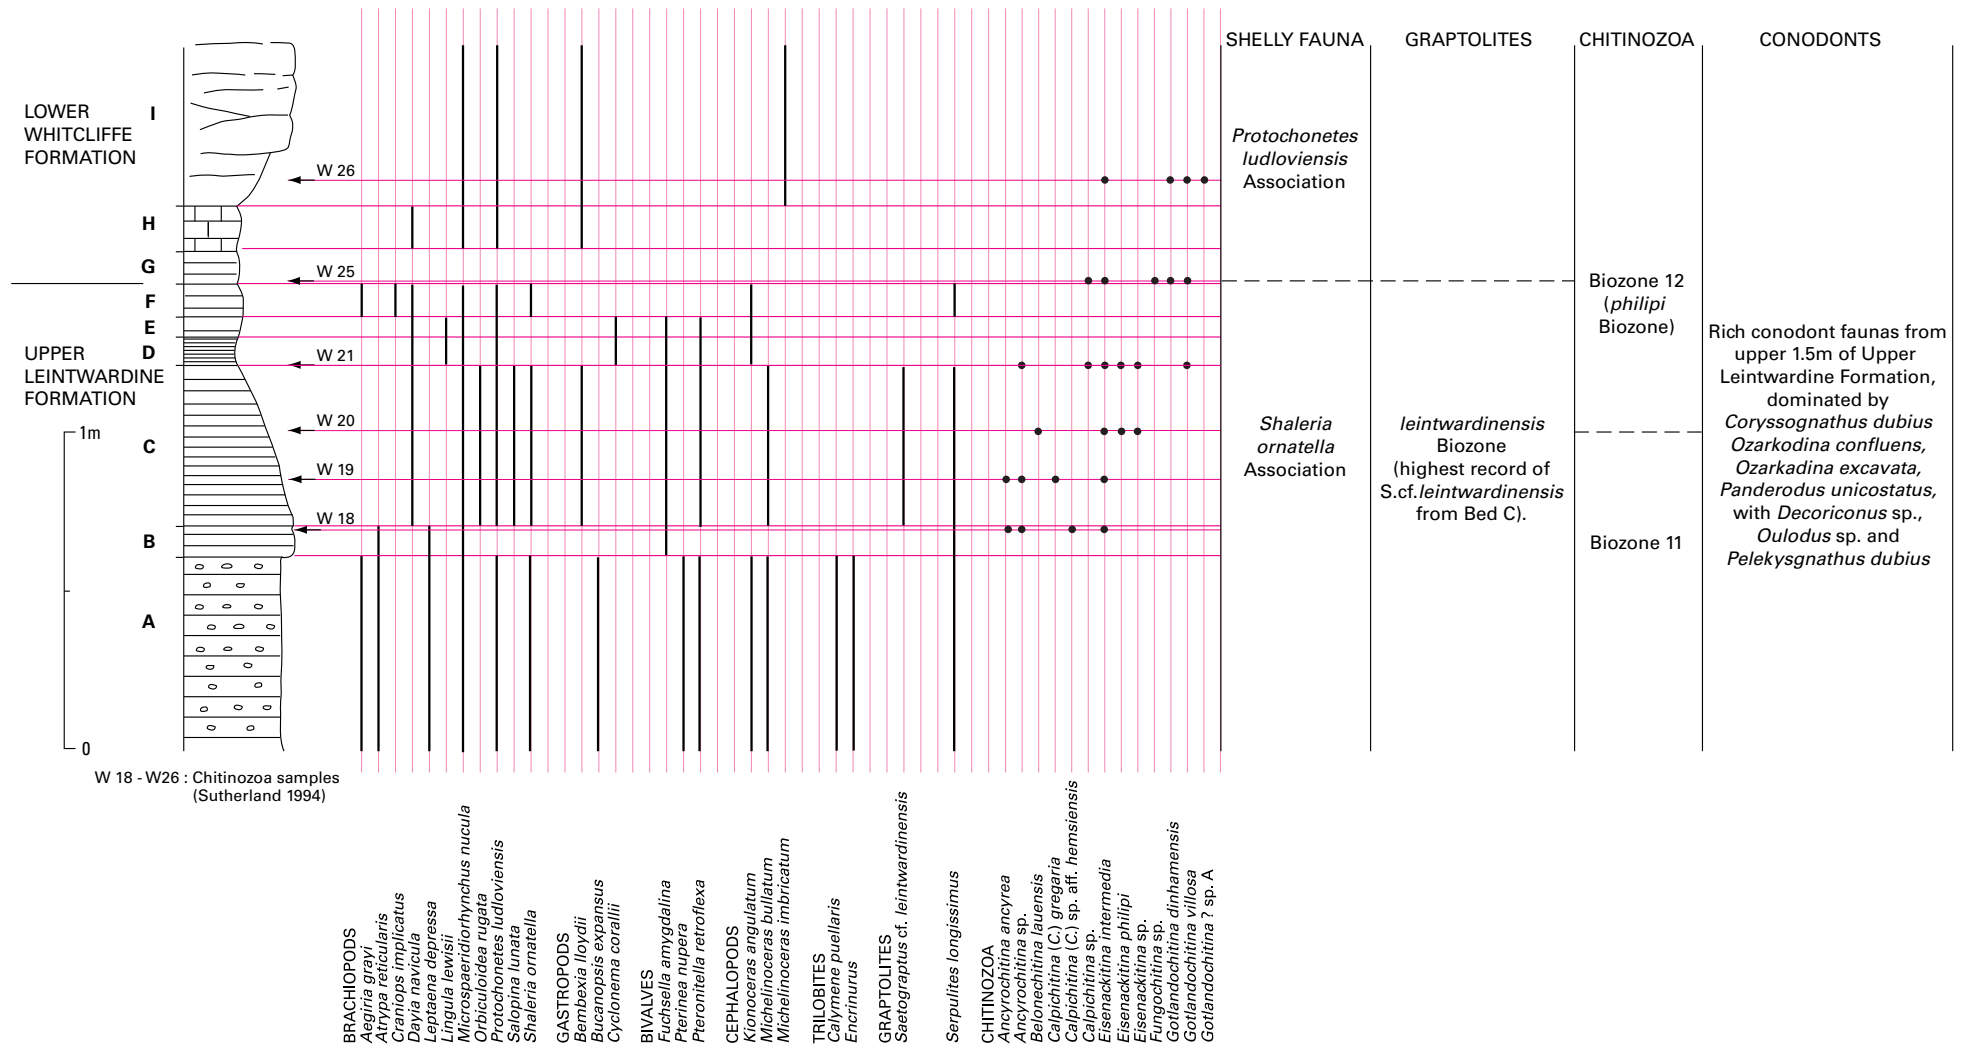 SHELLY FAUNA
GRAPTOLITES
CHITINOZOA
CONODONTS
LOWER
WHITCLIFFE
FORMATION
I
H
G
F
E
D
C
B
A
UPPER
LEINTWARDINE
FORMATION
1m
0
W 26
W 25
W 21
W 20
W 19
W 18
Protochonetes
ludloviensis
Association
Shaleria
ornatella
Association
leintwardinensis
Biozone
(highest record of
S.cf.leintwardinensis
from Bed C).
Biozone 12
(philipi
Biozone)
Biozone 11
Rich conodont faunas from
upper 1.5m of Upper
Leintwardine Formation,
dominated by
Coryssognathus dubius
Ozarkodina confluens,
Ozarkadina excavata,
Panderodus unicostatus,
with Decoriconus sp.,
Oulodus sp. and
Pelekysgnathus dubius
W 18 - W26 : Chitinozoa samples
(Sutherland 1994)
BRACHIOPODS
Aegiria grayi
Atrypa reticularis
Craniops implicatus
Dayia navicula
Leptaena depressa
Lingula lewisii
Microspaeridiorhynchus nucula
Orbiculoidea rugata
Protochonetes ludloviensis
Salopina lunata
Shaleria ornatella
GASTROPODS
Bembexia lloydii
Bucanopsis expansus
Cyclonema corallii
BIVALVES
Fuchsella amygdalina
Pterinea nupera
Pteronitella retroflexa
CEPHALOPODS
Kionoceras angulatum
Michelinoceras bullatum
Michelinoceras imbricatum
TRILOBITES
Calymene puellaris
Encrinurus
GRAPTOLITES
Saetograptus cf. leintwardinensis
Serpulites longissimus
CHITINOZOA
Ancyrochitina ancyrea
Ancyrochitina sp.
Belonechitina lauensis
Calpichitina (C.) gregaria
Calpichitina (C.) sp. aff. hemsiensis
Calpichitina sp.
Eisenackitina intermedia
Eisenackitina philipi
Eisenackitina sp.
Fungochitina sp.
Gotlandochitina dinhamensis
Gotlandochitina villosa
Gotlandochitina ? sp. A